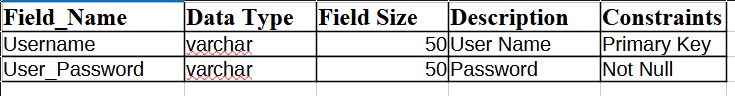 Field_Name Data Type Field Size Description Constraints
Username varchar 50 User Name Primary Key
User_Password varchar 50 Password Not Null